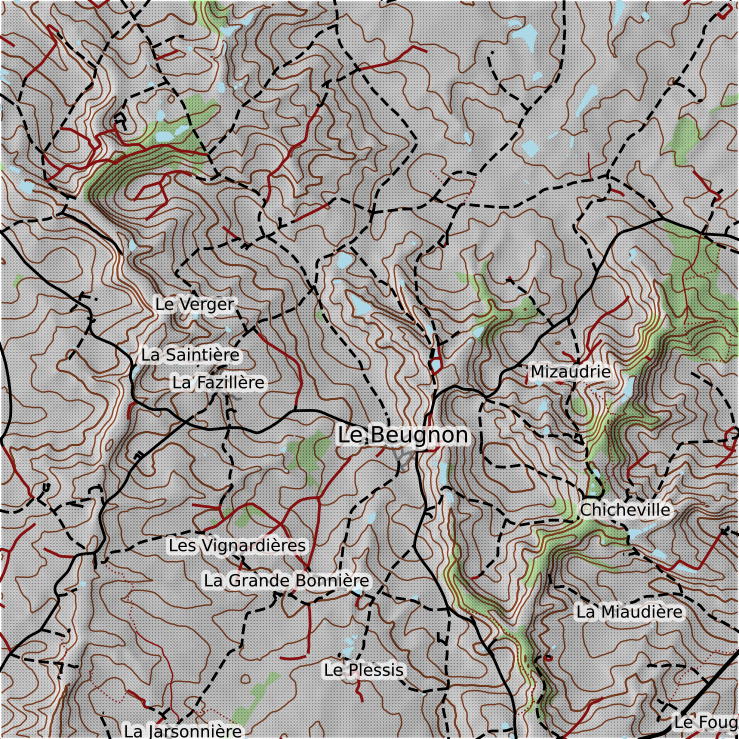 Le Verger
La Saintière
La Fazillère
Mizaudrie
Le Beugnon
Chicheville
Les Vignardières
La Grande Bonnière
La Miaudière
Le Plessis
Le Foug
La Jarsonnière